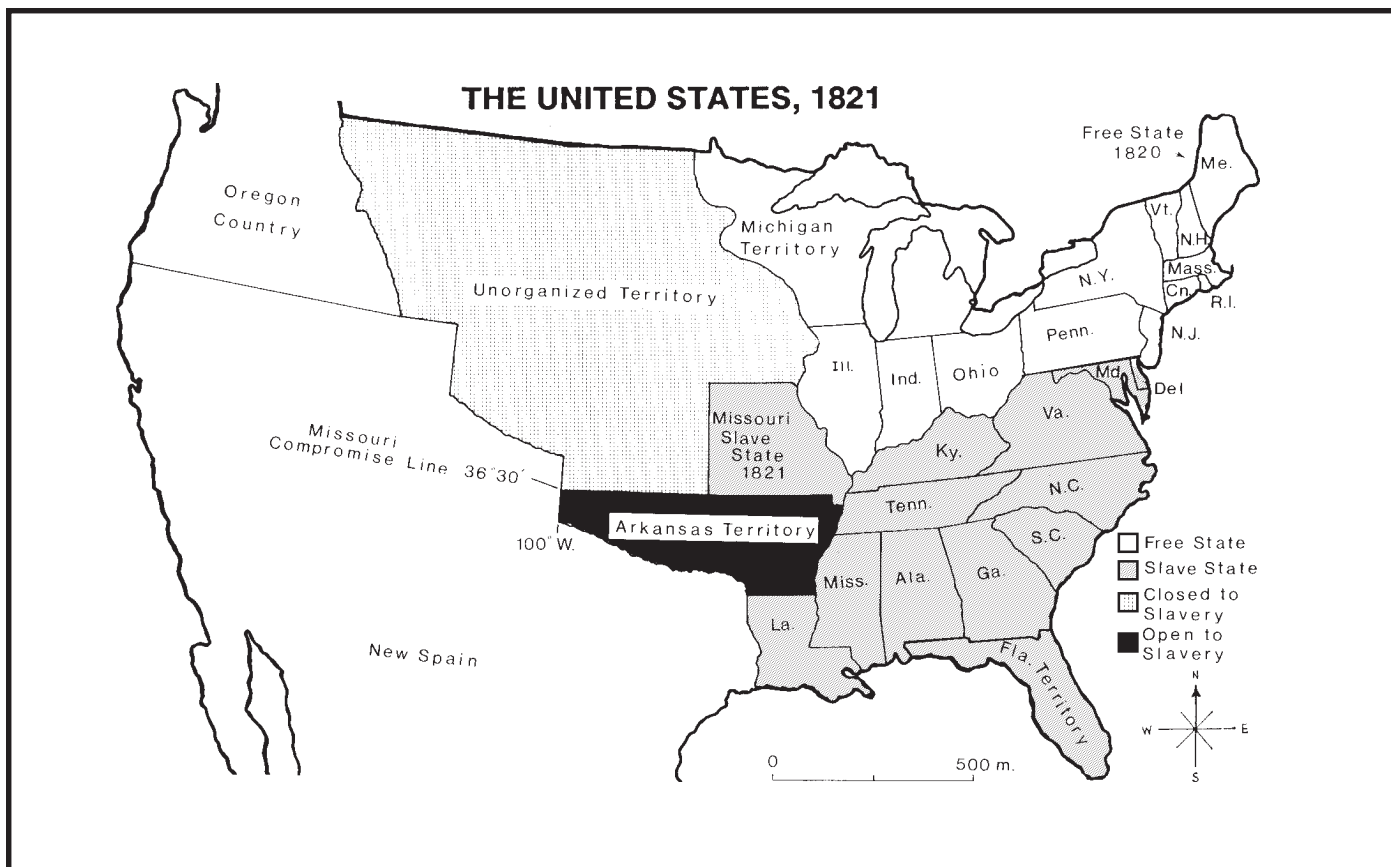 THE UNITED STATES, 1821
Free State
1820
Me.
Vt.
N.H.
Oregon
Country
Michigan
Territory
N.Y.
Mass.
Cn.
R.I.
Unorganized Territory
Penn.
N.J.
Ill.
Ind.
Ohio
Md.
Del
Missouri
Slave
State
1821
Va.
Missouri
Compromise Line 36°30′
Ky.
N.C.
Tenn.
Arkansas Territory
100° W.
S.C.
Miss.
Ala.
Ga.
La.
Fla. Territory
New Spain
Free State
Slave State
Closed to
Slavery
Open to
Slavery
N
W
E
S
0
500 m.